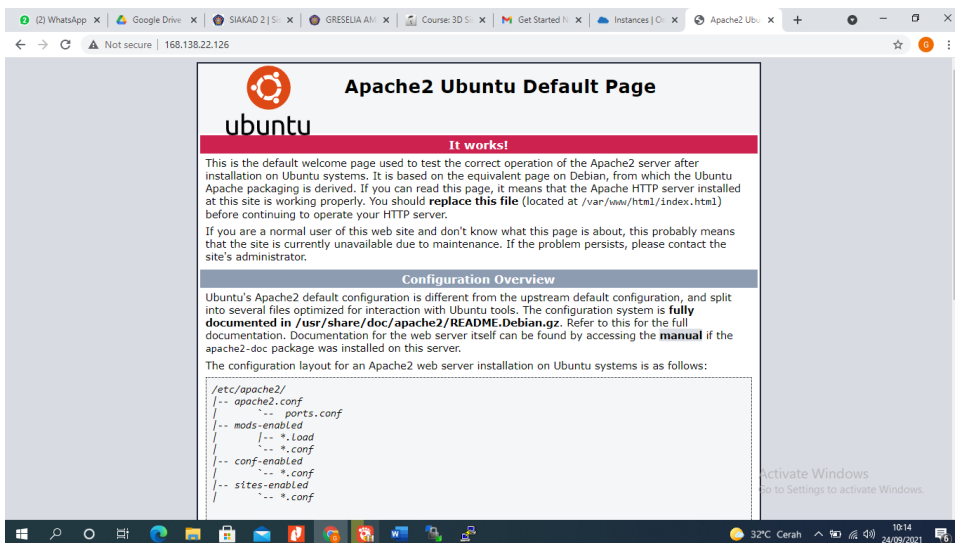 (2) WhatsApp
Google Drive
SIAKAD 2 | Si
GRESELIA AM
Course: 3D Si
Get Started N
Instances | O
Apache2 Ubu
Not secure | 168.138.22.126
G
ubuntu
Apache2 Ubuntu Default Page
It works!
This is the default welcome page used to test the correct operation of the Apache2 server after
installation on Ubuntu systems. It is based on the equivalent page on Debian, from which the Ubuntu
Apache packaging is derived. If you can read this page, it means that the Apache HTTP server installed
at this site is working properly. You should replace this file (located at /var/www/html/index.html)
before continuing to operate your HTTP server.
If you are a normal user of this web site and don't know what this page is about, this probably means
that the site is currently unavailable due to maintenance. If the problem persists, please contact the
site's administrator.
Configuration Overview
Ubuntu's Apache2 default configuration is different from the upstream default configuration, and split
into several files optimized for interaction with Ubuntu tools. The configuration system is fully
documented in /usr/share/doc/apache2/README.Debian.gz. Refer to this for the full
documentation. Documentation for the web server itself can be found by accessing the manual if the
apache2-doc package was installed on this server.
The configuration layout for an Apache2 web server installation on Ubuntu systems is as follows:
/etc/apache2/
|-- apache2.conf
|       `--  ports.conf
|-- mods-enabled
|       |-- *.load
|       `-- *.conf
|-- conf-enabled
|       `-- *.conf
|-- sites-enabled
|       `-- *.conf
Activate Windows
Go to Settings to activate Windows.
32°C Cerah
10:14
24/09/2021